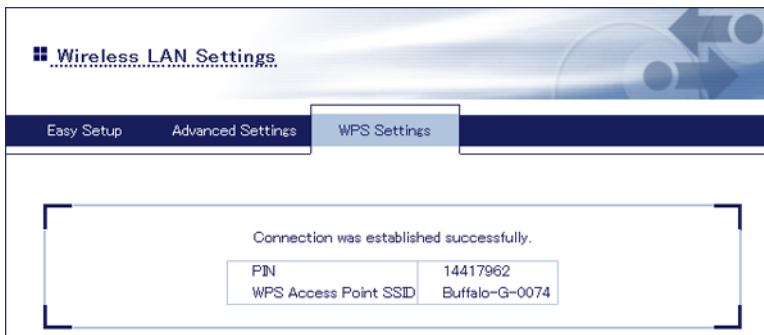 Wireless LAN Settings
Easy Setup Advanced Settings WPS Settings
Connection was established successfully.
PIN 14417962
WPS Access Point SSID Buffalo-G-0074